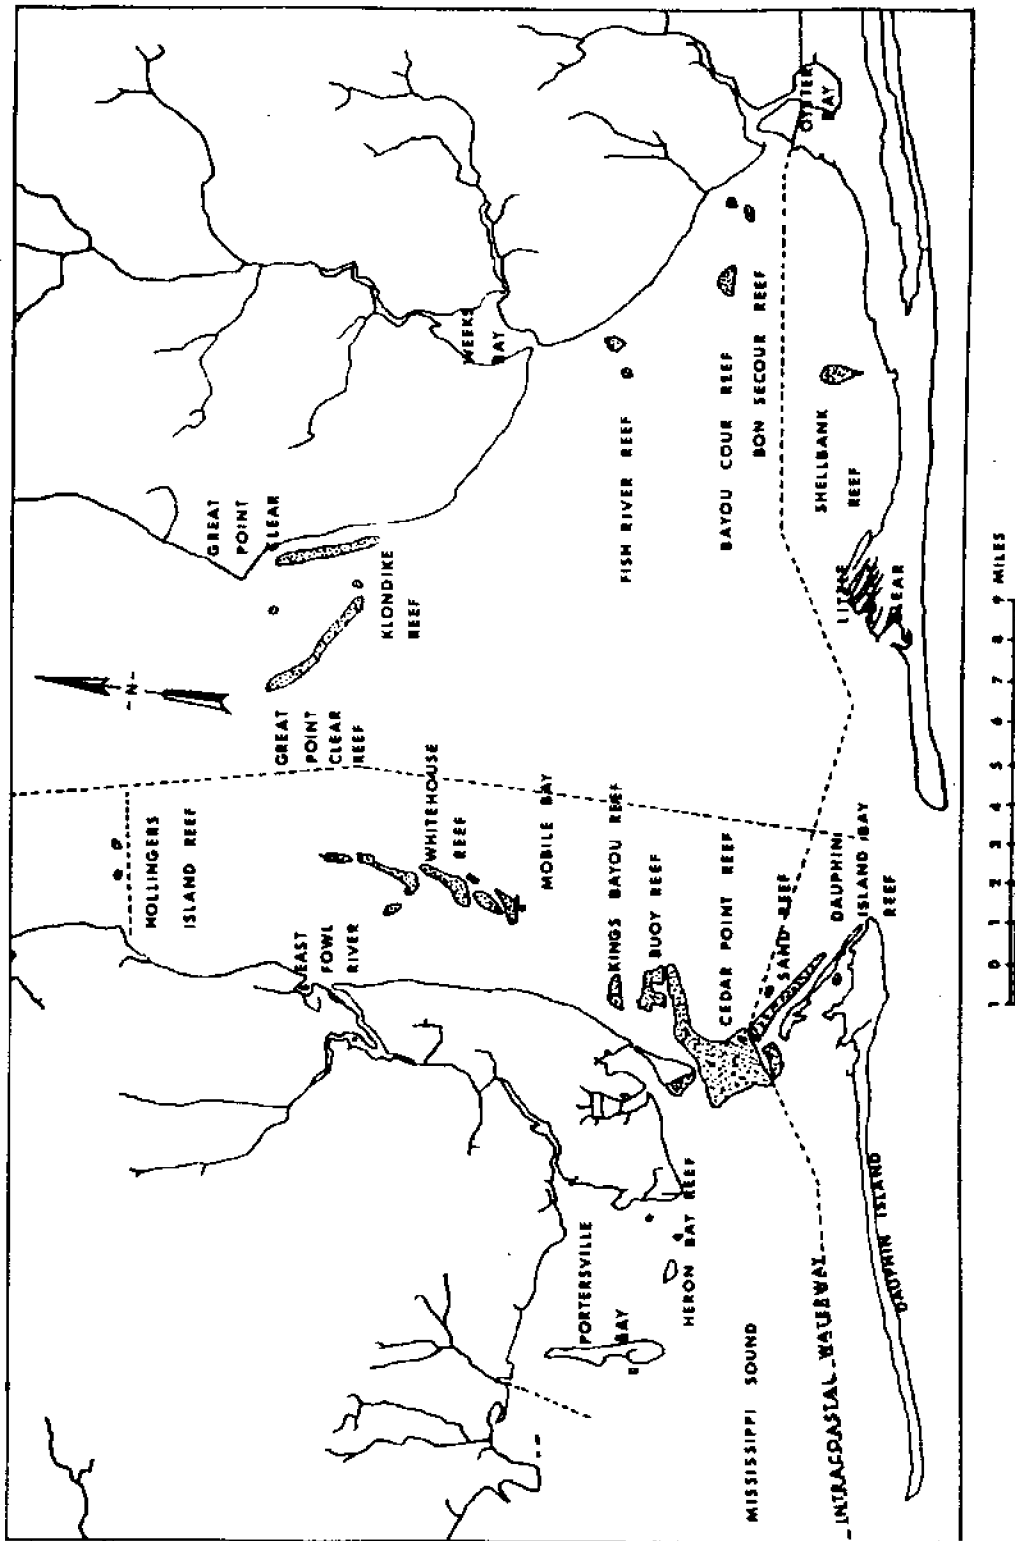 OYSTER
BAY
WEEKS
BAY
GREAT
POINT
CLEAR
KLONDIKE
REEF
FISH RIVER REEF
BAYOU COUR REEF
BON SECOUR REEF
SHELLBANK
REEF
CLEAR
-N-
GREAT
POINT
CLEAR
REEF
HOLLINGERS
ISLAND REEF
WHITEHOUSE
REEF
MOBILE BAY
EAST
FOWL
RIVER
KINGS BAYOU REEF
BUOY REEF
CEDAR POINT REEF
SAND REEF
DAUPHIN
ISLAND BAY
REEF
PORTERSVILLE
BAY
HERON BAY REEF
MISSISSIPPI SOUND
INTRACOASTAL WATERWAY
DAUPHIN ISLAND
1 0 1 2 3 4 5 6 7 8 9 MILES